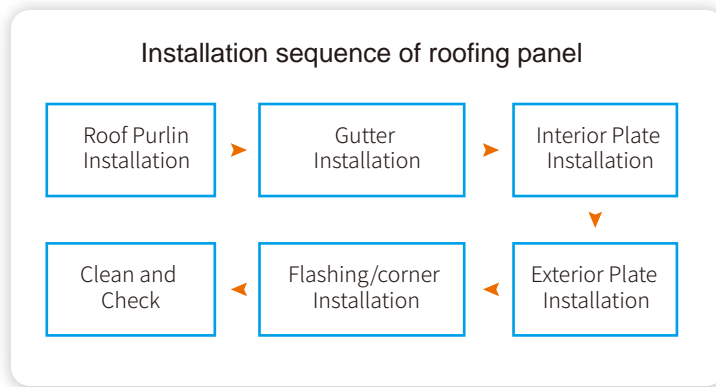 Installation sequence of roofing panel
Roof Purlin
Installation
Gutter
Installation
Interior Plate
Installation
Exterior Plate
Installation
Flashing/corner
Installation
Clean and
Check